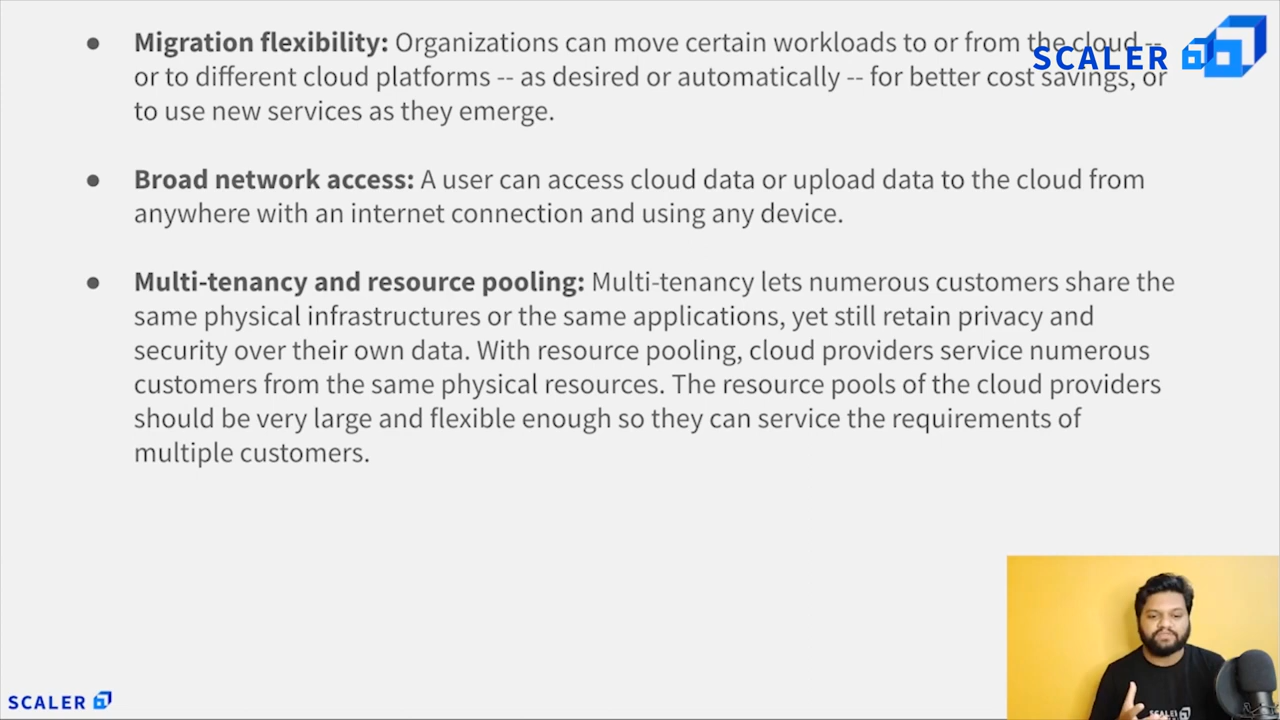 Migration flexibility: Organizations can move certain workloads to or from the cloud --
or to different cloud platforms -- as desired or automatically -- for better cost savings, or
to use new services as they emerge.
SCALER
Broad network access: A user can access cloud data or upload data to the cloud from
anywhere with an internet connection and using any device.
Multi-tenancy and resource pooling: Multi-tenancy lets numerous customers share the
same physical infrastructures or the same applications, yet still retain privacy and
security over their own data. With resource pooling, cloud providers service numerous
customers from the same physical resources. The resource pools of the cloud providers
should be very large and flexible enough so they can service the requirements of
multiple customers.
SCALER
SCALER